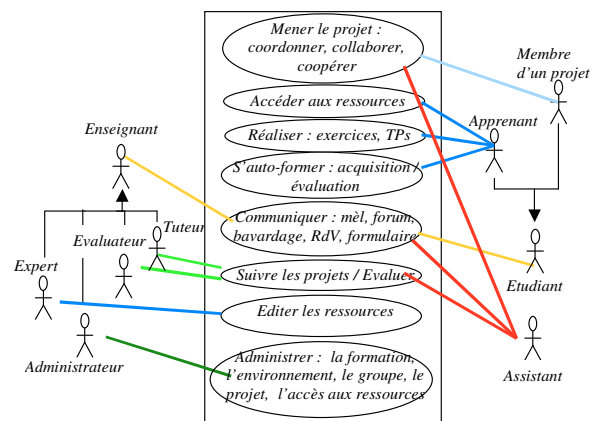 Mener le projet :
coordonner, collaborer,
coopérer
Membre
d'un projet
Accéder aux ressources
Apprenant
Enseignant
Réaliser : exercices, TPs
S'auto-former : acquisition /
évaluation
Communiquer : mèl, forum,
bavardage, RdV, formulaire
Tuteur
Evaluateur
Expert
Suivre les projets / Evaluer
Etudiant
Editer les ressources
Administrateur
Administrer : la formation,
l'environnement, le groupe, le
projet, l'accès aux ressources
Assistant